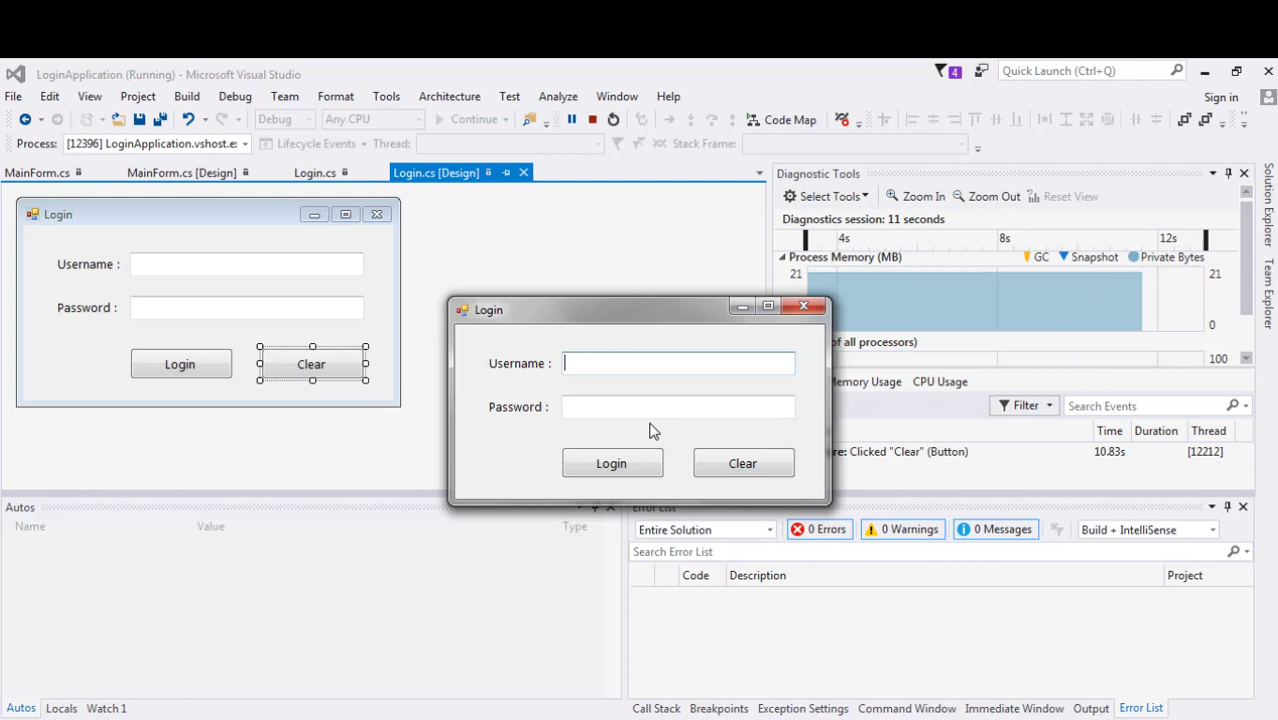 LoginApplication (Running) - Microsoft Visual Studio
4
Quick Launch (Ctrl+Q)
File Edit View Project Build Debug Team Format Tools Architecture Test Analyze Window Help
Sign in
Debug Any CPU Continue Code Map
Process: [12396] LoginApplication.vshost.e Lifecycle Events Thread: Stack Frame:
MainForm.cs MainForm.cs [Design] Login.cs Login.cs [Design]
Diagnostic Tools
Select Tools Zoom In Zoom Out Reset View
Diagnostics session: 11 seconds
4s 8s 12s
Process Memory (MB) GC Snapshot Private Bytes
21 21
0
of all processors)
100
Memory Usage CPU Usage
Filter Search Events
Time Duration Thread
re: Clicked "Clear" (Button) 10.83s [12212]
Solution Explorer
Team Explorer
Login
Username :
Password :
Login Clear
Login
Username :
Password :
Login Clear
Autos
Name Value Type
Error List
Entire Solution 0 Errors 0 Warnings 0 Messages Build + IntelliSense
Search Error List
Code Description Project
Autos Locals Watch 1
Call Stack Breakpoints Exception Settings Command Window Immediate Window Output Error List